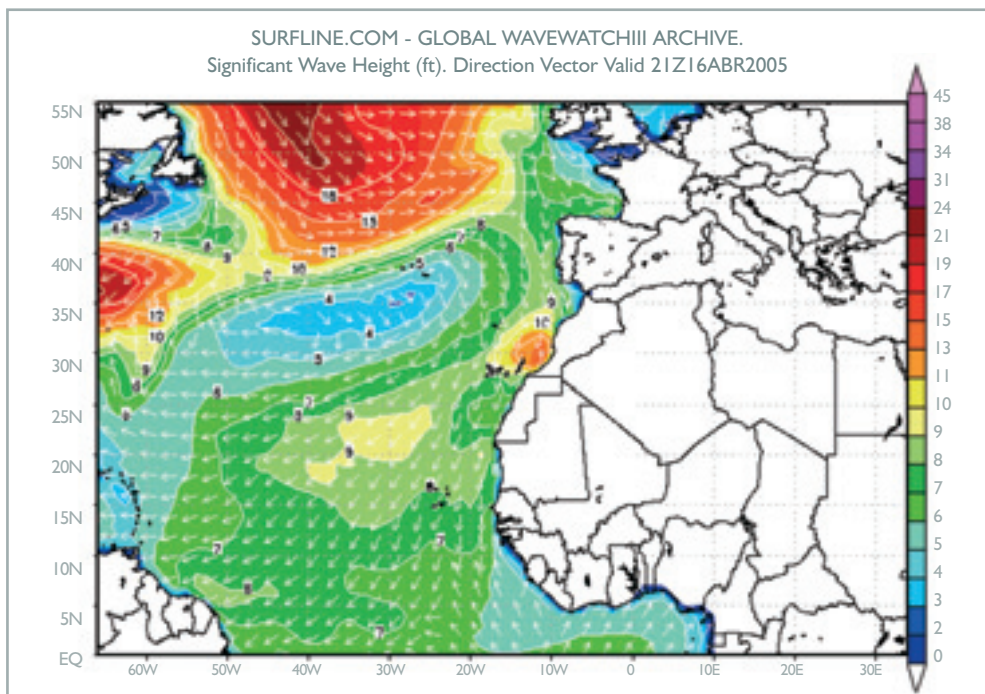 SURFLINE.COM - GLOBAL WAVEWATCHIII ARCHIVE.
Significant Wave Height (ft). Direction Vector Valid 21Z16ABR2005
55N
50N
45N
40N
35N
30N
25N
20N
15N
10N
5N
EQ
60W
50W
40W
30W
20W
10W
0
10E
20E
30E
45
38
34
31
24
21
19
17
15
13
11
10
9
8
7
6
5
4
3
2
0